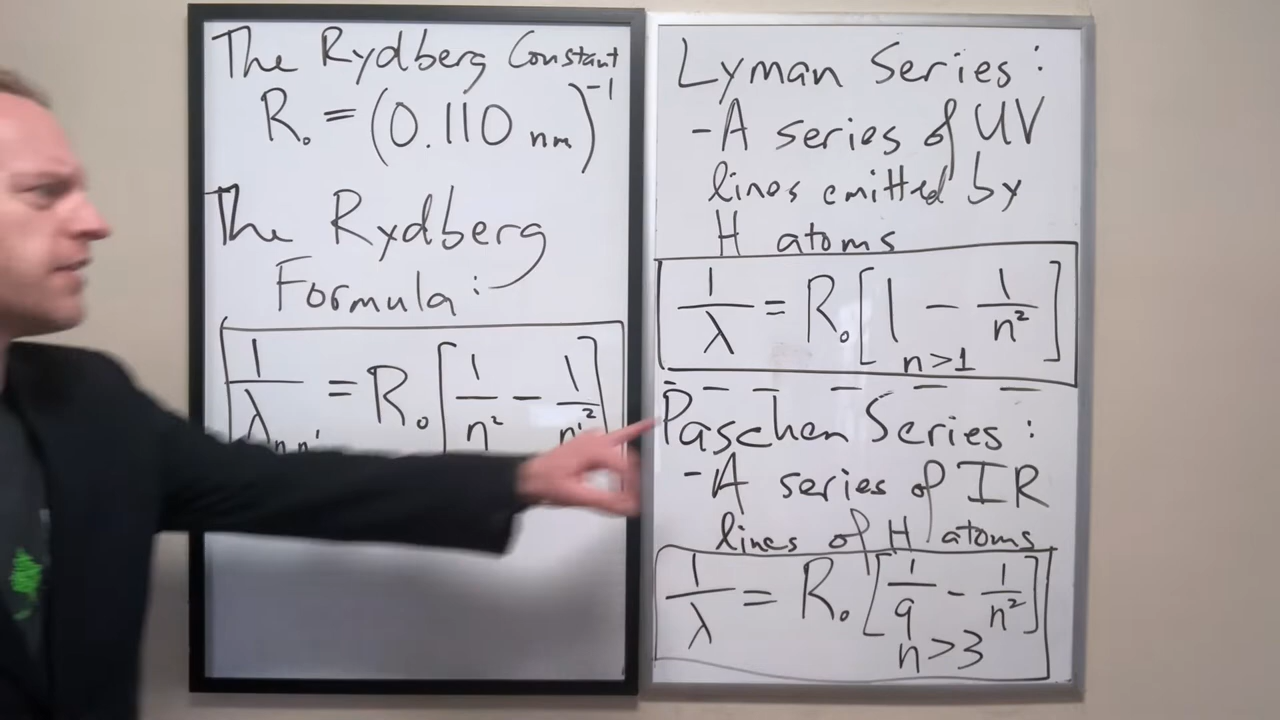 The Rydberg Constant
R₀ = (0.110 nm)⁻¹
The Rydberg
Formula:
1/λ n n' = R₀ [1/n² - 1/n'²]
Lyman Series:
- A series of UV
lines emitted by
H atoms
1/λ = R₀ [1 - 1/n²]
n>1
Paschen Series:
- A series of IR
lines of H atoms
1/λ = R₀ [1/9 - 1/n²]
n>3